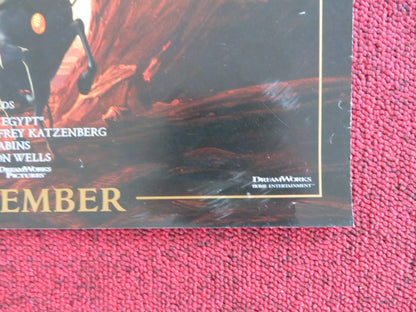 DS
EGYPT"
FREY KATZENBERG
ABINS
ON WELLS
DREAMWORKS
PICTURES
EMBER
DREAMWORKS
HOME ENTERTAINMENT